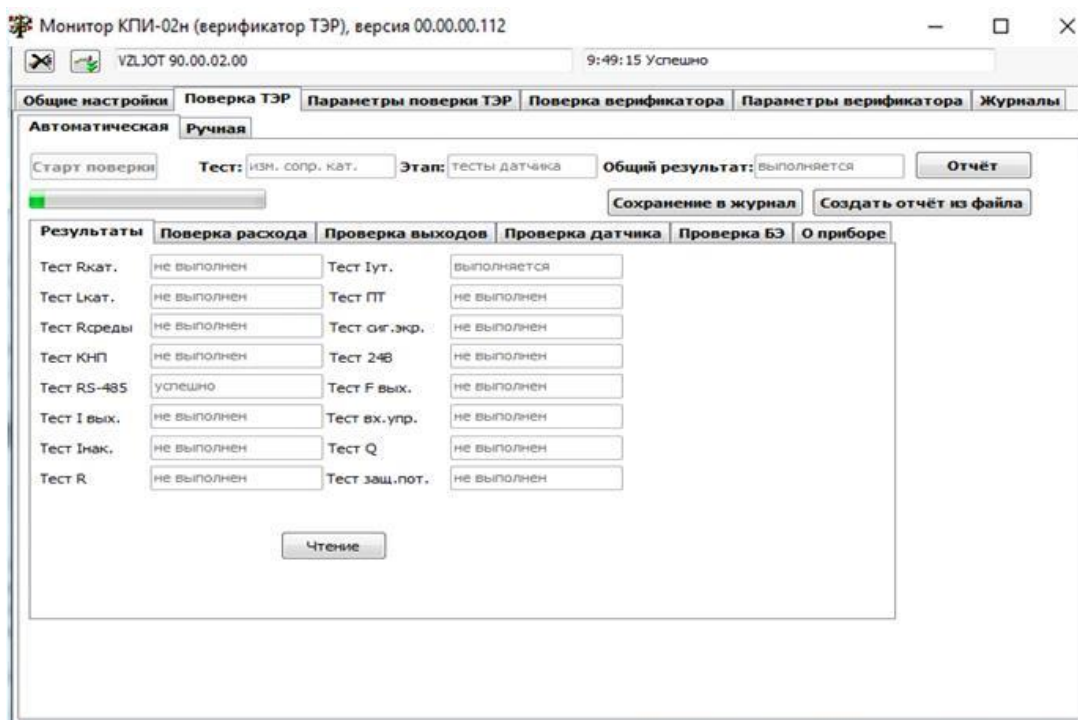 Монитор КПИ-02н (верификатор ТЭР), версия 00.00.00.112
VZLJOT 90.00.02.00 9:49:15 Успешно
Общие настройки Поверка ТЭР Параметры поверки ТЭР Поверка верификатора Параметры верификатора Журналы
Автоматическая Ручная
Старт поверки Тест: изм. сопр. кат. Этап: тесты датчика Общий результат: выполняется Отчёт
Сохранение в журнал Создать отчёт из файла
Результаты Поверка расхода Проверка выходов Проверка датчика Проверка БЭ О приборе
Тест Rкат. не выполнен Тест Iут. выполняется
Тест Lкат. не выполнен Тест ПТ не выполнен
Тест Rсреды не выполнен Тест сиг.экр. не выполнен
Тест КНП не выполнен Тест 24В не выполнен
Тест RS-485 успешно Тест F вых. не выполнен
Тест I вых. не выполнен Тест вх.упр. не выполнен
Тест Iнак. не выполнен Тест Q не выполнен
Тест R не выполнен Тест защ.пот. не выполнен
Чтение